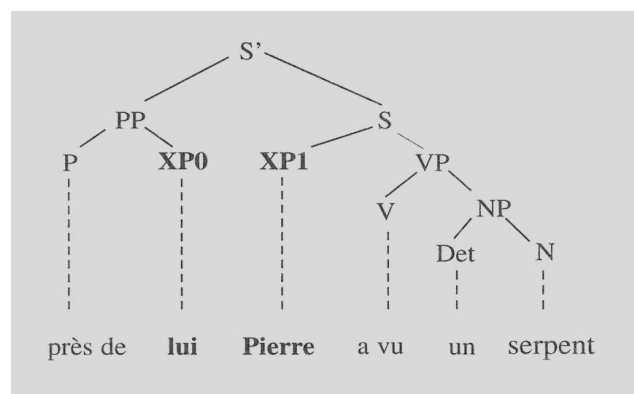 S’
PP S
P XP0 XP1 VP
V NP
Det N
près de lui Pierre a vu un serpent